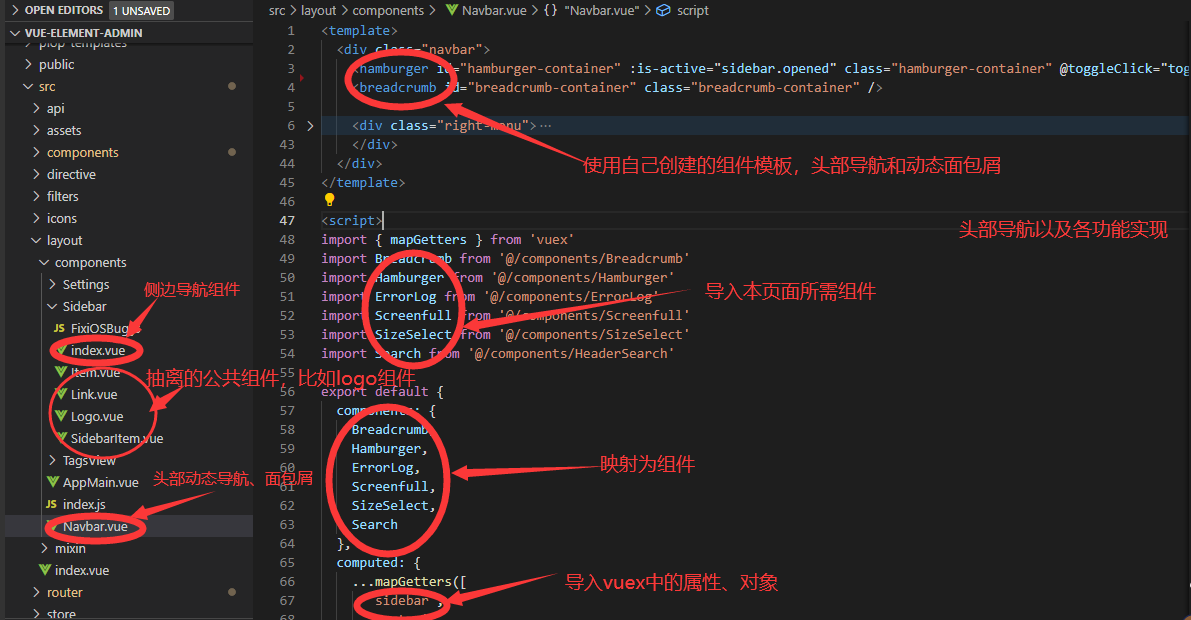 OPEN EDITORS 1 UNSAVED
VUE-ELEMENT-ADMIN
plop-templates
public
src
api
assets
components
directive
filters
icons
layout
components
Settings
Sidebar
index.vue
Item.vue
Link.vue
Logo.vue
SidebarItem.vue
TagsView
AppMain.vue
JS index.js
Navbar.vue
mixin
index.vue
router
store
侧边导航组件
抽离的公共组件，比如logo组件
头部动态导航、面包屑
src > layout > components > Navbar.vue > {} "Navbar.vue" > script
1 <template>
2 <div class="navbar">
3 <hamburger id="hamburger-container" :is-active="sidebar.opened" class="hamburger-container" @toggleClick="tog
4 <breadcrumb id="breadcrumb-container" class="breadcrumb-container" />
5
6 > <div class="right-menu"> ···
43 </div>
44 </div>
45 </template>
46
47 <script>
48 import { mapGetters } from 'vuex'
49 import Breadcrumb from '@/components/Breadcrumb'
50 import Hamburger from '@/components/Hamburger'
51 import ErrorLog from '@/components/ErrorLog'
52 import Screenfull from '@/components/Screenfull'
53 import SizeSelect from '@/components/SizeSelect'
54 import Search from '@/components/HeaderSearch'
55
56 export default {
57 components: {
58 Breadcrumb
59 Hamburger,
60 ErrorLog,
61 Screenfull,
62 SizeSelect,
63 Search
64 },
65 computed: {
66 ...mapGetters([
67 sidebar ,
68
使用自己创建的组件模板，头部导航和动态面包屑
头部导航以及各功能实现
导入本页面所需组件
映射为组件
导入vuex中的属性、对象